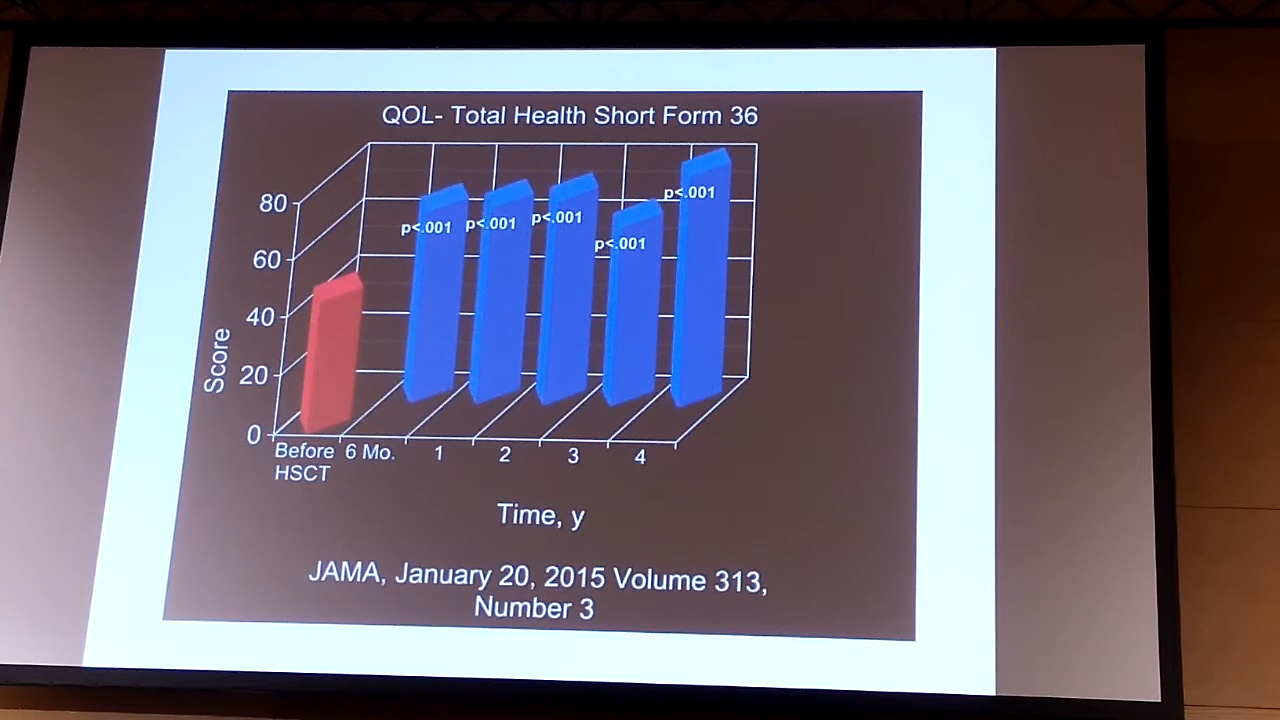 QOL- Total Health Short Form 36
80
60
40
20
0
Score
p<.001
p<.001
p<.001
p<.001
p<.001
Before 6 Mo. 1 2 3 4
HSCT
Time, y
JAMA, January 20, 2015 Volume 313,
Number 3